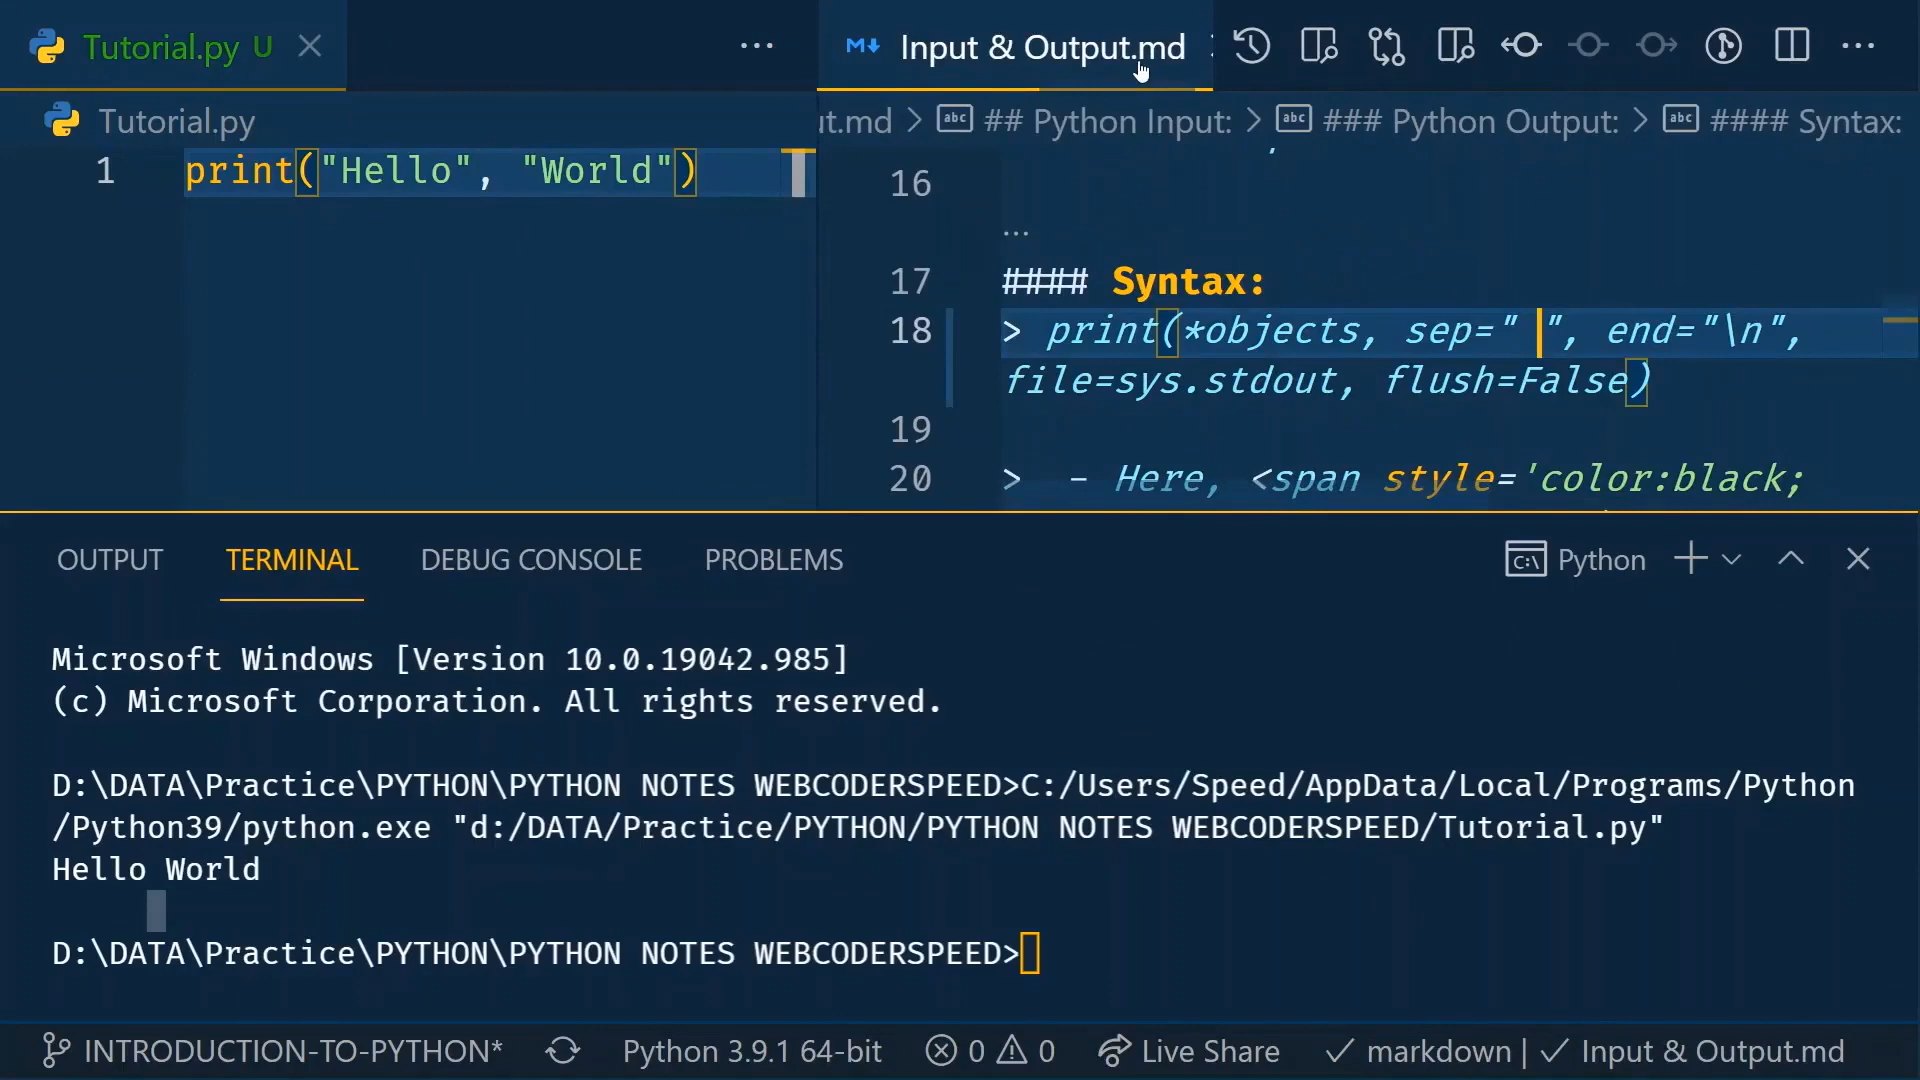 Tutorial.py U
Input & Output.md
Tutorial.py
ut.md > ## Python Input: > ### Python Output: > #### Syntax:
1 print("Hello", "World")
16
...
17 #### Syntax:
18 > print(*objects, sep=" ", end="\n",
file=sys.stdout, flush=False)
19
20 > - Here, <span style='color:black;
OUTPUT TERMINAL DEBUG CONSOLE PROBLEMS Python
Microsoft Windows [Version 10.0.19042.985]
(c) Microsoft Corporation. All rights reserved.
D:\DATA\Practice\PYTHON\PYTHON NOTES WEBCODERSPEED>C:/Users/Speed/AppData/Local/Programs/Python
/Python39/python.exe "d:/DATA/Practice/PYTHON/PYTHON NOTES WEBCODERSPEED/Tutorial.py"
Hello World
D:\DATA\Practice\PYTHON\PYTHON NOTES WEBCODERSPEED>
INTRODUCTION-TO-PYTHON* Python 3.9.1 64-bit 0 0 Live Share markdown | Input & Output.md